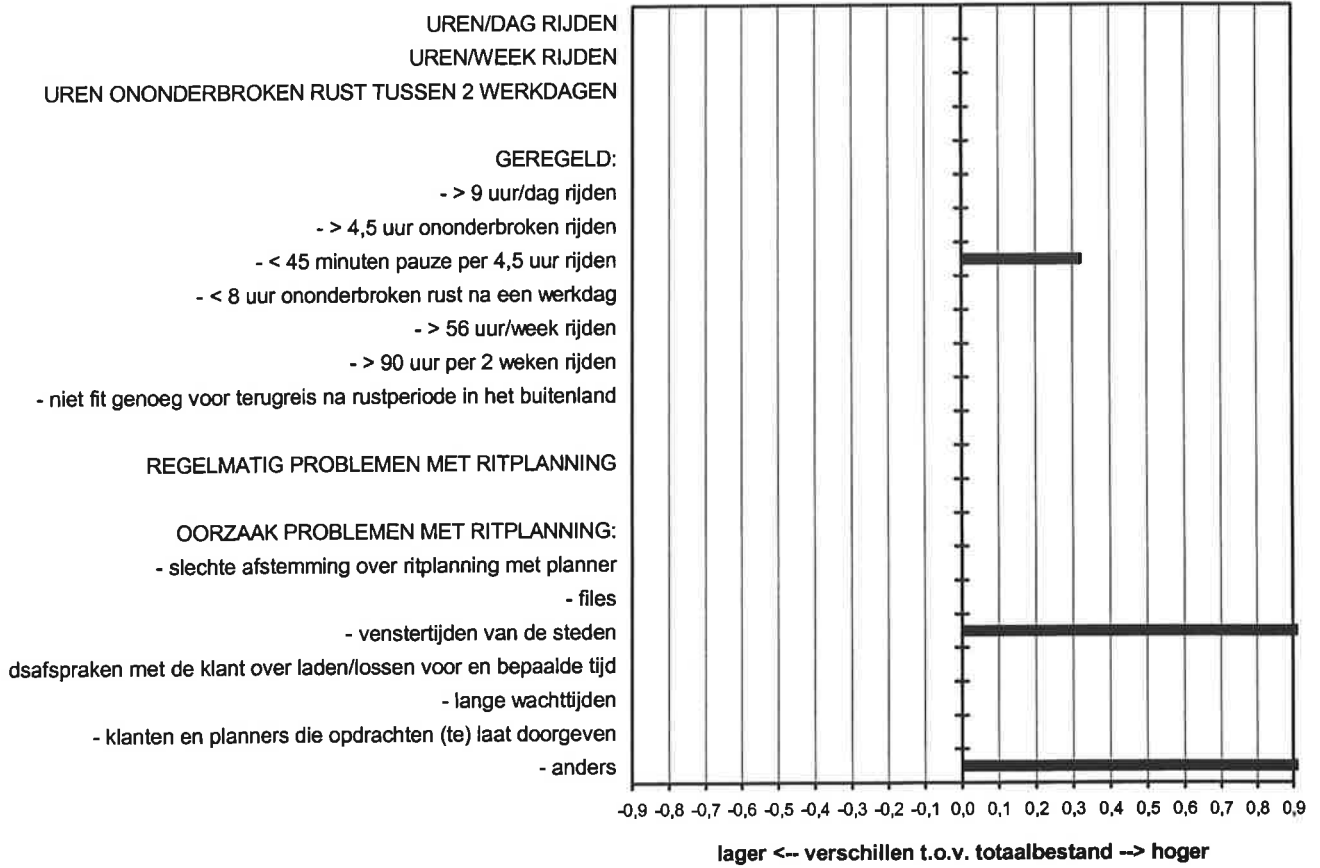 UREN/DAG RIJDEN
UREN/WEEK RIJDEN
UREN ONONDERBROKEN RUST TUSSEN 2 WERKDAGEN
GEREGELD:
- > 9 uur/dag rijden
- > 4,5 uur ononderbroken rijden
- < 45 minuten pauze per 4,5 uur rijden
- < 8 uur ononderbroken rust na een werkdag
- > 56 uur/week rijden
- > 90 uur per 2 weken rijden
- niet fit genoeg voor terugreis na rustperiode in het buitenland
REGELMATIG PROBLEMEN MET RITPLANNING
OORZAAK PROBLEMEN MET RITPLANNING:
- slechte afstemming over ritplanning met planner
- files
- venstertijden van de steden
dsafspraken met de klant over laden/lossen voor en bepaalde tijd
- lange wachttijden
- klanten en planners die opdrachten (te) laat doorgeven
- anders
-0,9 -0,8 -0,7 -0,6 -0,5 -0,4 -0,3 -0,2 -0,1 0,0 0,1 0,2 0,3 0,4 0,5 0,6 0,7 0,8 0,9
lager <-- verschillen t.o.v. totaalbestand --> hoger